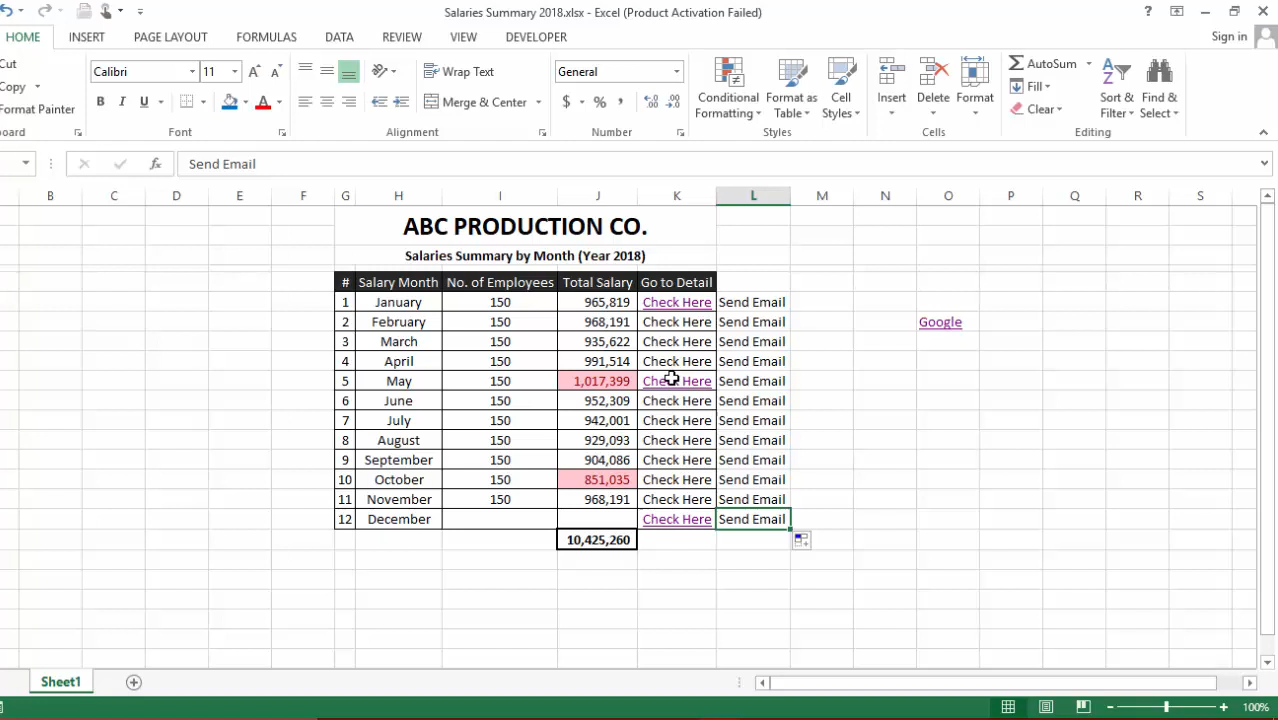 Salaries Summary 2018.xlsx - Excel (Product Activation Failed)
HOME INSERT PAGE LAYOUT FORMULAS DATA REVIEW VIEW DEVELOPER Sign in
Cut
Copy
Format Painter
Calibri 11
B I U
Wrap Text
Merge & Center
General
$ % ,
Conditional Formatting
Format as Table
Cell Styles
Insert
Delete
Format
AutoSum
Fill
Clear
Sort & Filter
Find & Select
oard Font Alignment Number Styles Cells Editing
fx Send Email
B C D E F G H I J K L M N O P Q R S
ABC PRODUCTION CO.
Salaries Summary by Month (Year 2018)
# Salary Month No. of Employees Total Salary Go to Detail
1 January 150 965,819 Check Here Send Email
2 February 150 968,191 Check Here Send Email Google
3 March 150 935,622 Check Here Send Email
4 April 150 991,514 Check Here Send Email
5 May 150 1,017,399 Check Here Send Email
6 June 150 952,309 Check Here Send Email
7 July 150 942,001 Check Here Send Email
8 August 150 929,093 Check Here Send Email
9 September 150 904,086 Check Here Send Email
10 October 150 851,035 Check Here Send Email
11 November 150 968,191 Check Here Send Email
12 December Check Here Send Email
10,425,260
Sheet1
100%